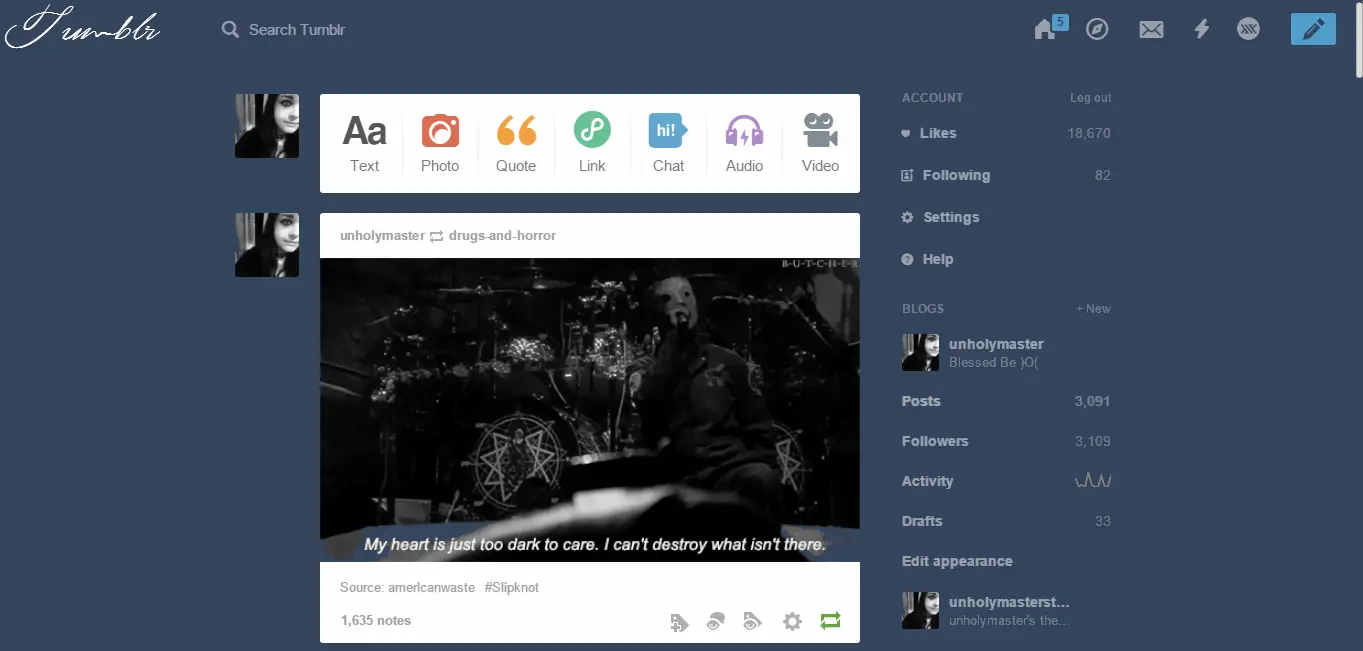 Tumblr
Search Tumblr
5
Aa
Text
Photo
Quote
Link
hi!
Chat
Audio
Video
unholymaster drugs-and-horror
B-U-T-C-H-E-R
My heart is just too dark to care. I can't destroy what isn't there.
Source: amerIcanwaste #Slipknot
1,635 notes
ACCOUNT Log out
Likes 18,670
Following 82
Settings
Help
BLOGS + New
unholymaster
Blessed Be )O(
Posts 3,091
Followers 3,109
Activity
Drafts 33
Edit appearance
unholymasterst...
unholymaster's the...